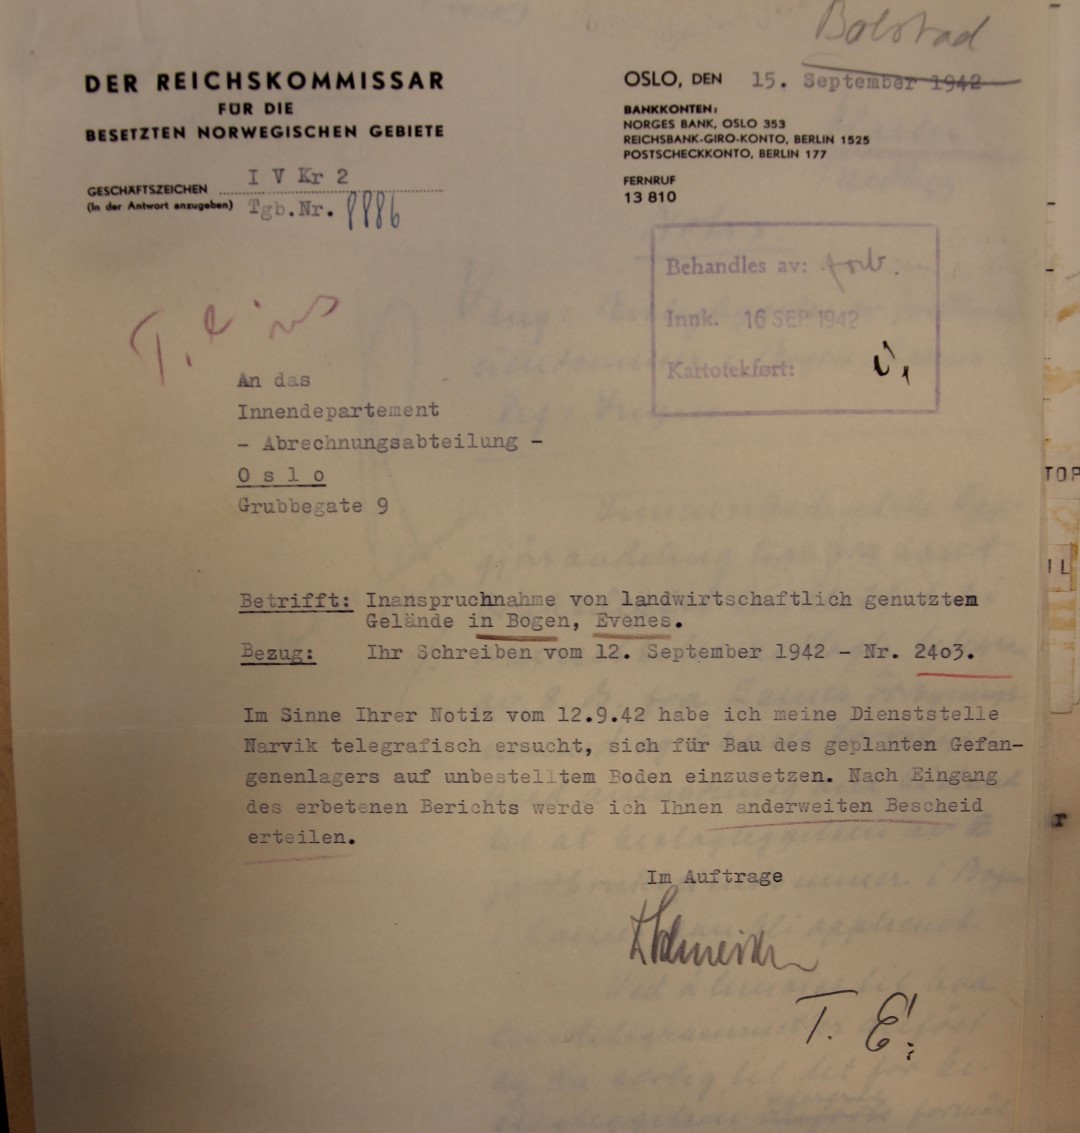 Bolstad
DER REICHSKOMMISSAR
FÜR DIE
BESETZTEN NORWEGISCHEN GEBIETE
GESCHÄFTSZEICHEN I V Kr 2
(In der Antwort anzugeben) Tgb.Nr. 8886
OSLO, DEN 15. September 1942
BANKKONTEN:
NORGES BANK, OSLO 353
REICHSBANK-GIRO-KONTO, BERLIN 1525
POSTSCHECKKONTO, BERLIN 177
FERNRUF
13 810
Behandles av:
Innk. 16 SEP. 1942
Kartotekført:
An das
Innendepartement
- Abrechnungsabteilung -
O s l o
Grubbegate 9
Betrifft: Inanspruchnahme von landwirtschaftlich genutztem
Gelände in Bogen, Evenes.
Bezug: Ihr Schreiben vom 12. September 1942 - Nr. 24o3.
Im Sinne Ihrer Notiz vom 12.9.42 habe ich meine Dienststelle
Narvik telegrafisch ersucht, sich für Bau des geplanten Gefan-
genenlagers auf unbestelltem Boden einzusetzen. Nach Eingang
des erbetenen Berichts werde ich Ihnen anderweiten Bescheid
erteilen.
Im Auftrage
T. E.